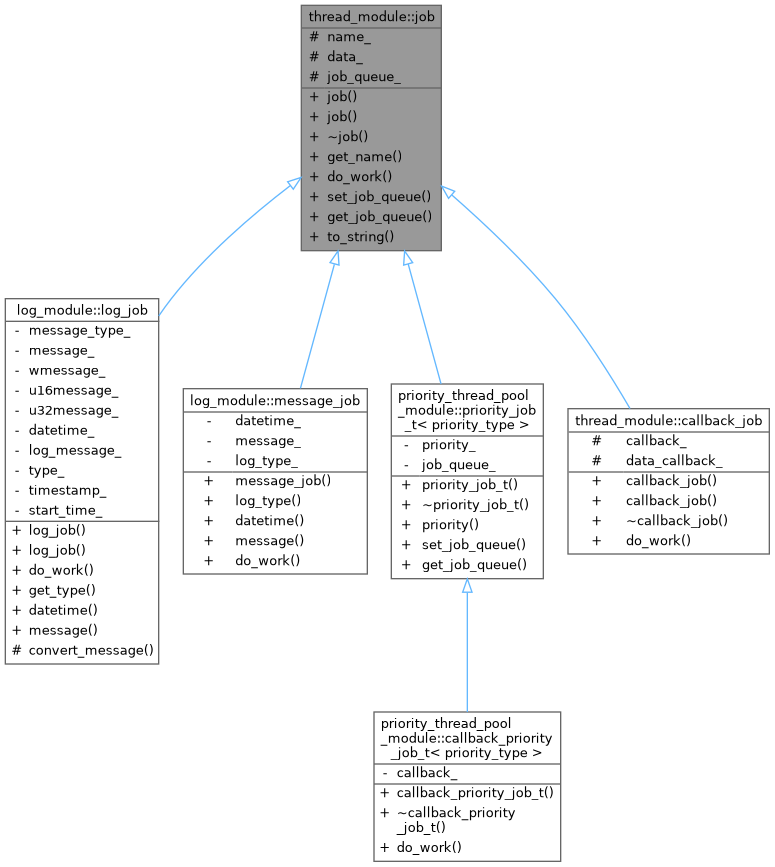 thread_module::job
# name_
# data_
# job_queue_
+ job()
+ job()
+ ~job()
+ get_name()
+ do_work()
+ set_job_queue()
+ get_job_queue()
+ to_string()
log_module::log_job
- message_type_
- message_
- wmessage_
- u16message_
- u32message_
- datetime_
- log_message_
- type_
- timestamp_
- start_time_
+ log_job()
+ log_job()
+ do_work()
+ get_type()
+ datetime()
+ message()
# convert_message()
log_module::message_job
- datetime_
- message_
- log_type_
+ message_job()
+ log_type()
+ datetime()
+ message()
+ do_work()
priority_thread_pool
_module::priority_job
_t< priority_type >
- priority_
- job_queue_
+ priority_job_t()
+ ~priority_job_t()
+ priority()
+ set_job_queue()
+ get_job_queue()
thread_module::callback_job
# callback_
# data_callback_
+ callback_job()
+ callback_job()
+ ~callback_job()
+ do_work()
priority_thread_pool
_module::callback_priority
_job_t< priority_type >
- callback_
+ callback_priority_job_t()
+ ~callback_priority
_job_t()
+ do_work()